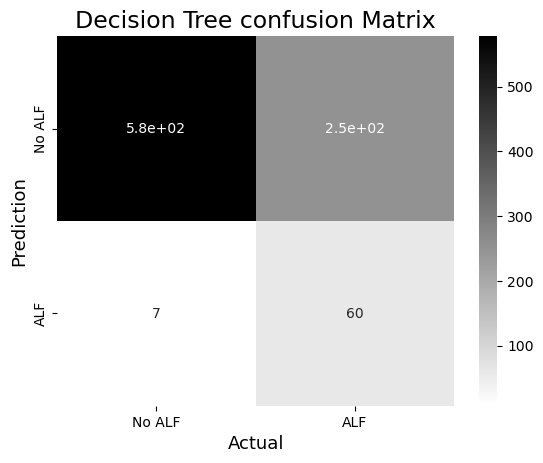 Decision Tree confusion Matrix
Prediction
No ALF
5.8e+02
2.5e+02
ALF
7
60
No ALF
ALF
Actual
500
400
300
200
100